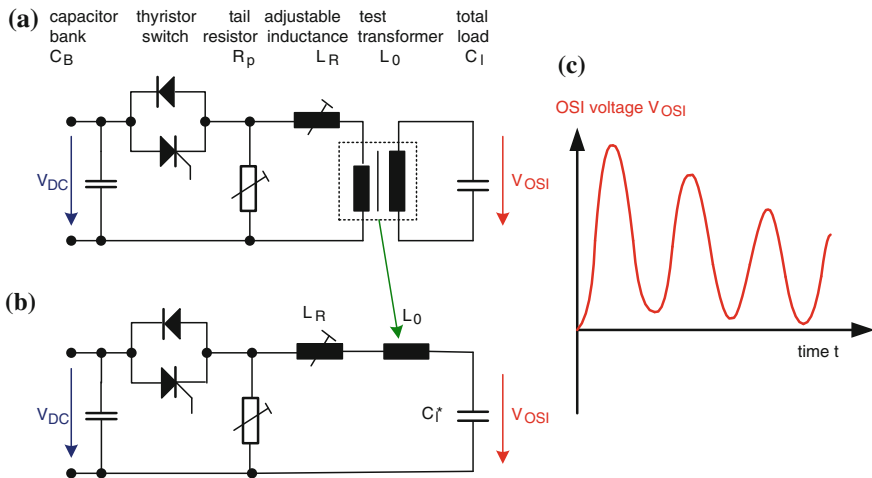 (a)
capacitor bank C_B
thyristor switch
tail resistor R_p
adjustable inductance L_R
test transformer L_0
total load C_l
V_DC
V_OSI
(b)
L_R
L_0
V_DC
C_l*
V_OSI
(c)
OSI voltage V_OSI
time t